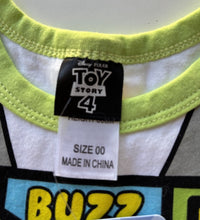 Disney · PIXAR
TOY
STORY
4
SIZE 00
MADE IN CHINA
BUZZ